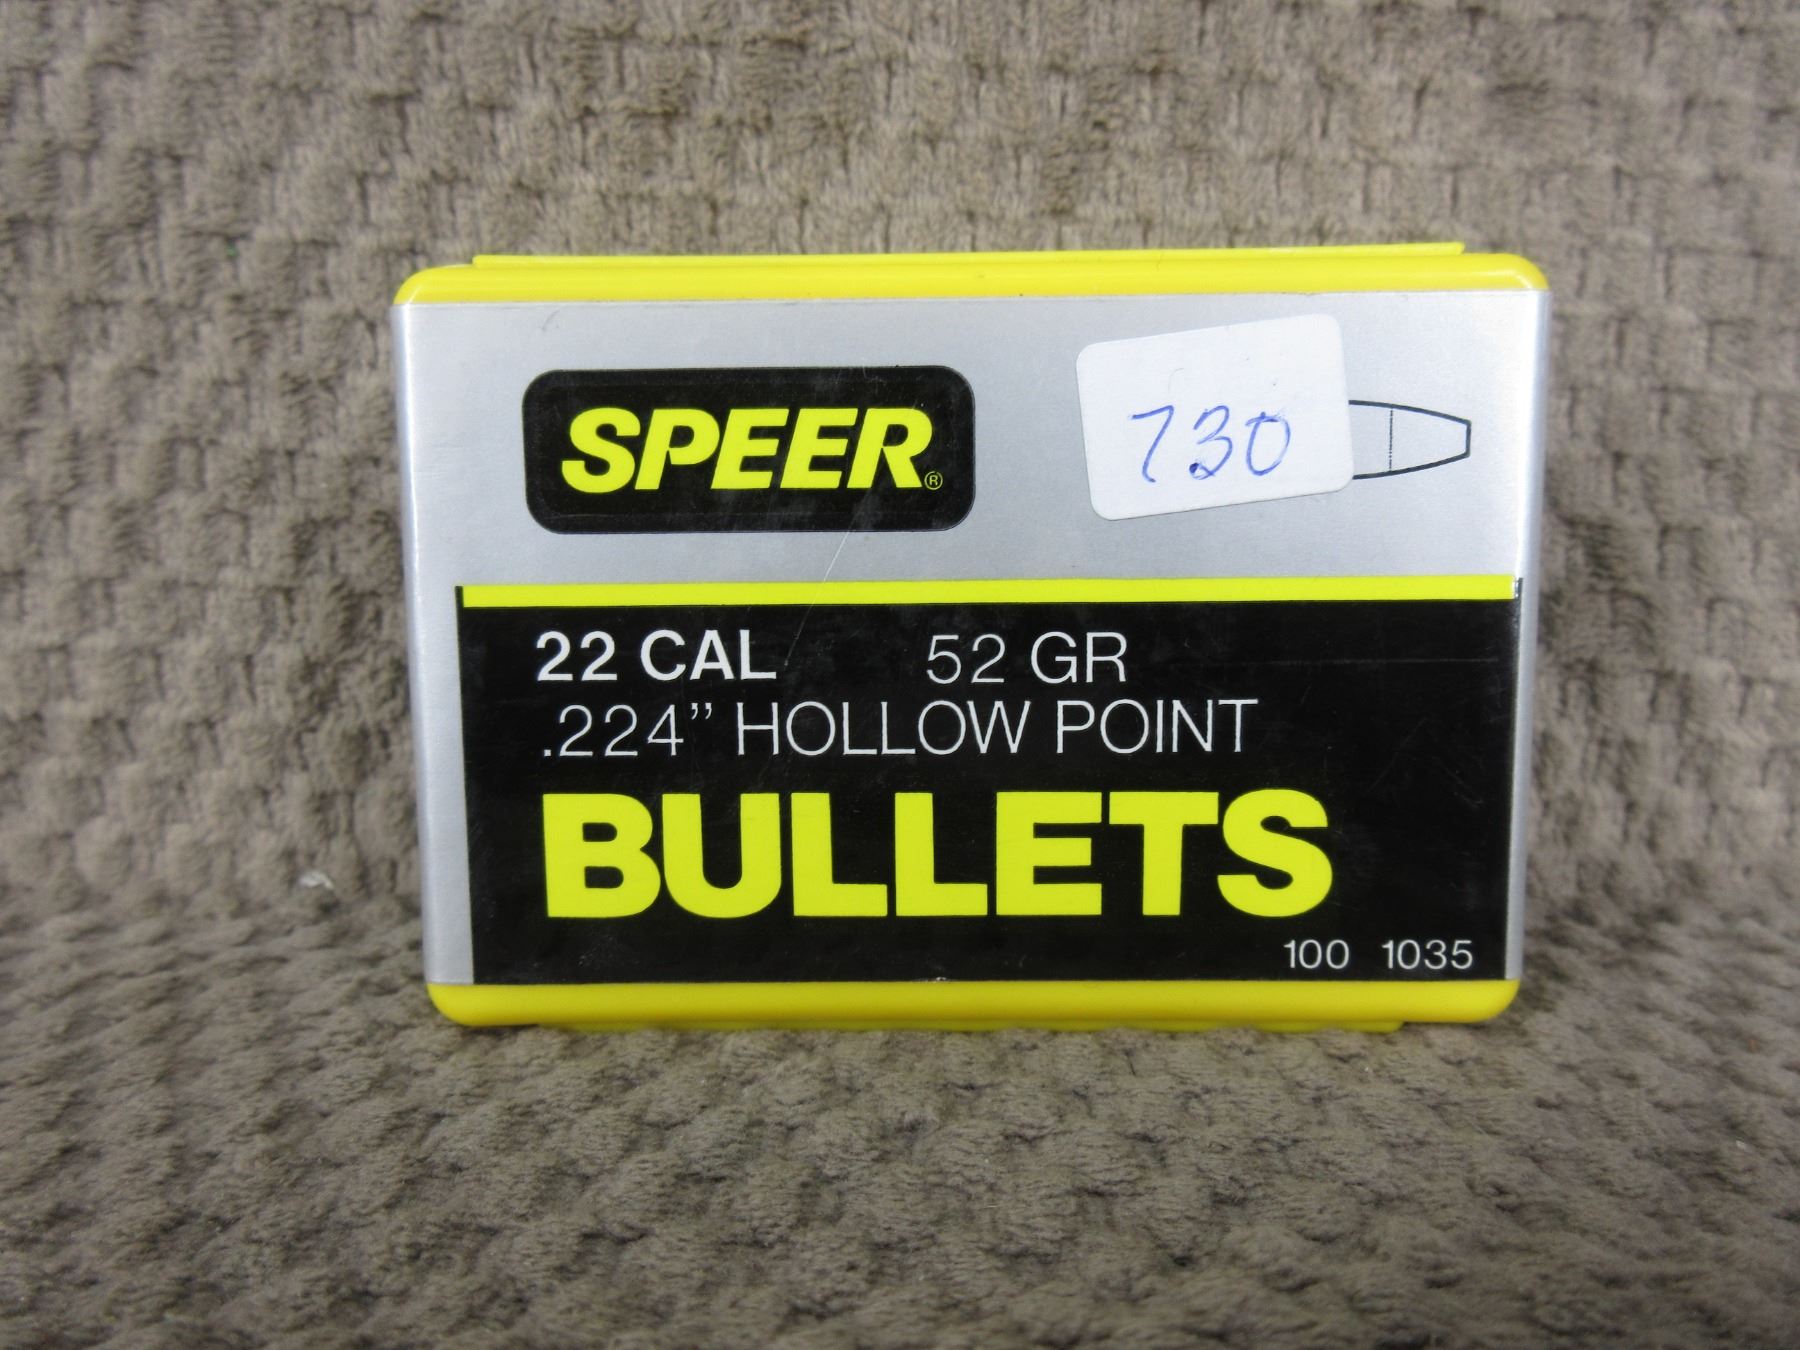 SPEER®
730
22 CAL 52 GR
.224” HOLLOW POINT
BULLETS
100 1035